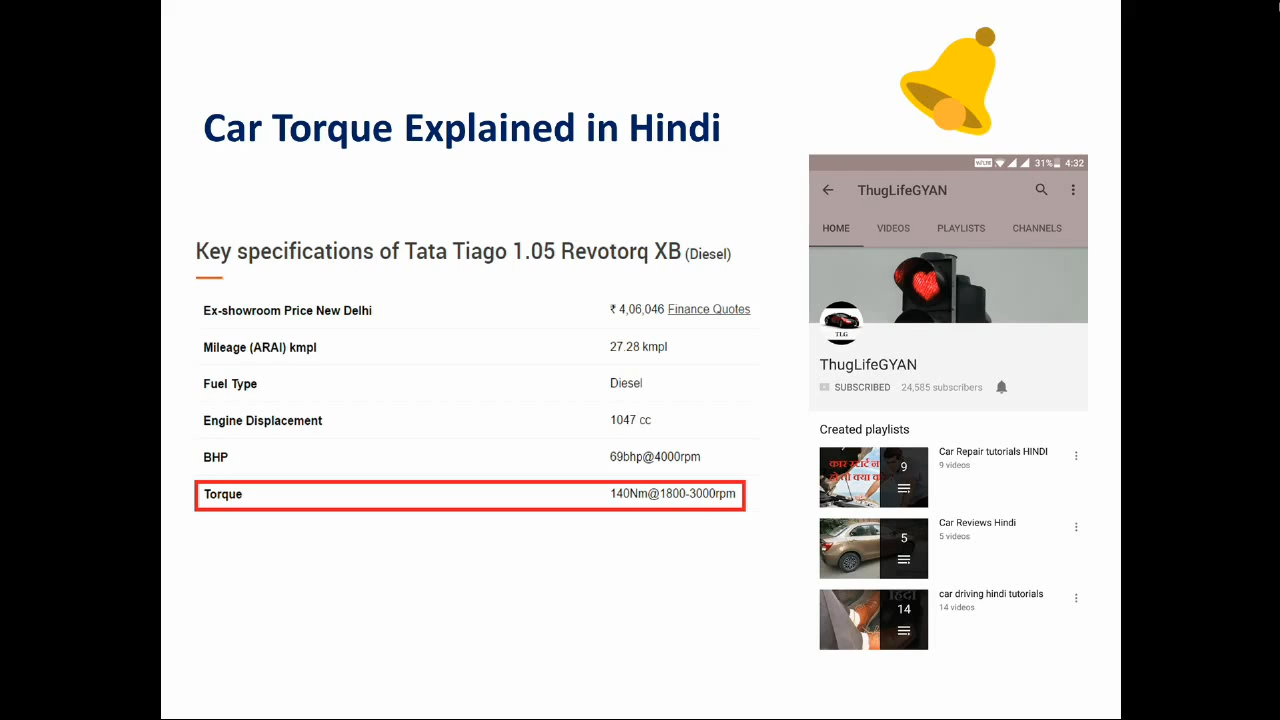 Car Torque Explained in Hindi
Key specifications of Tata Tiago 1.05 Revotorq XB (Diesel)
Ex-showroom Price New Delhi ₹ 4,06,046 Finance Quotes
Mileage (ARAI) kmpl 27.28 kmpl
Fuel Type Diesel
Engine Displacement 1047 cc
BHP 69bhp@4000rpm
Torque 140Nm@1800-3000rpm
31% 4:32
ThugLifeGYAN
HOME VIDEOS PLAYLISTS CHANNELS
TLG
ThugLifeGYAN
SUBSCRIBED 24,585 subscribers
Created playlists
कार स्टार्ट न
हो तो क्या
9
Car Repair tutorials HINDI
9 videos
5
Car Reviews Hindi
5 videos
हिंदी
14
car driving hindi tutorials
14 videos